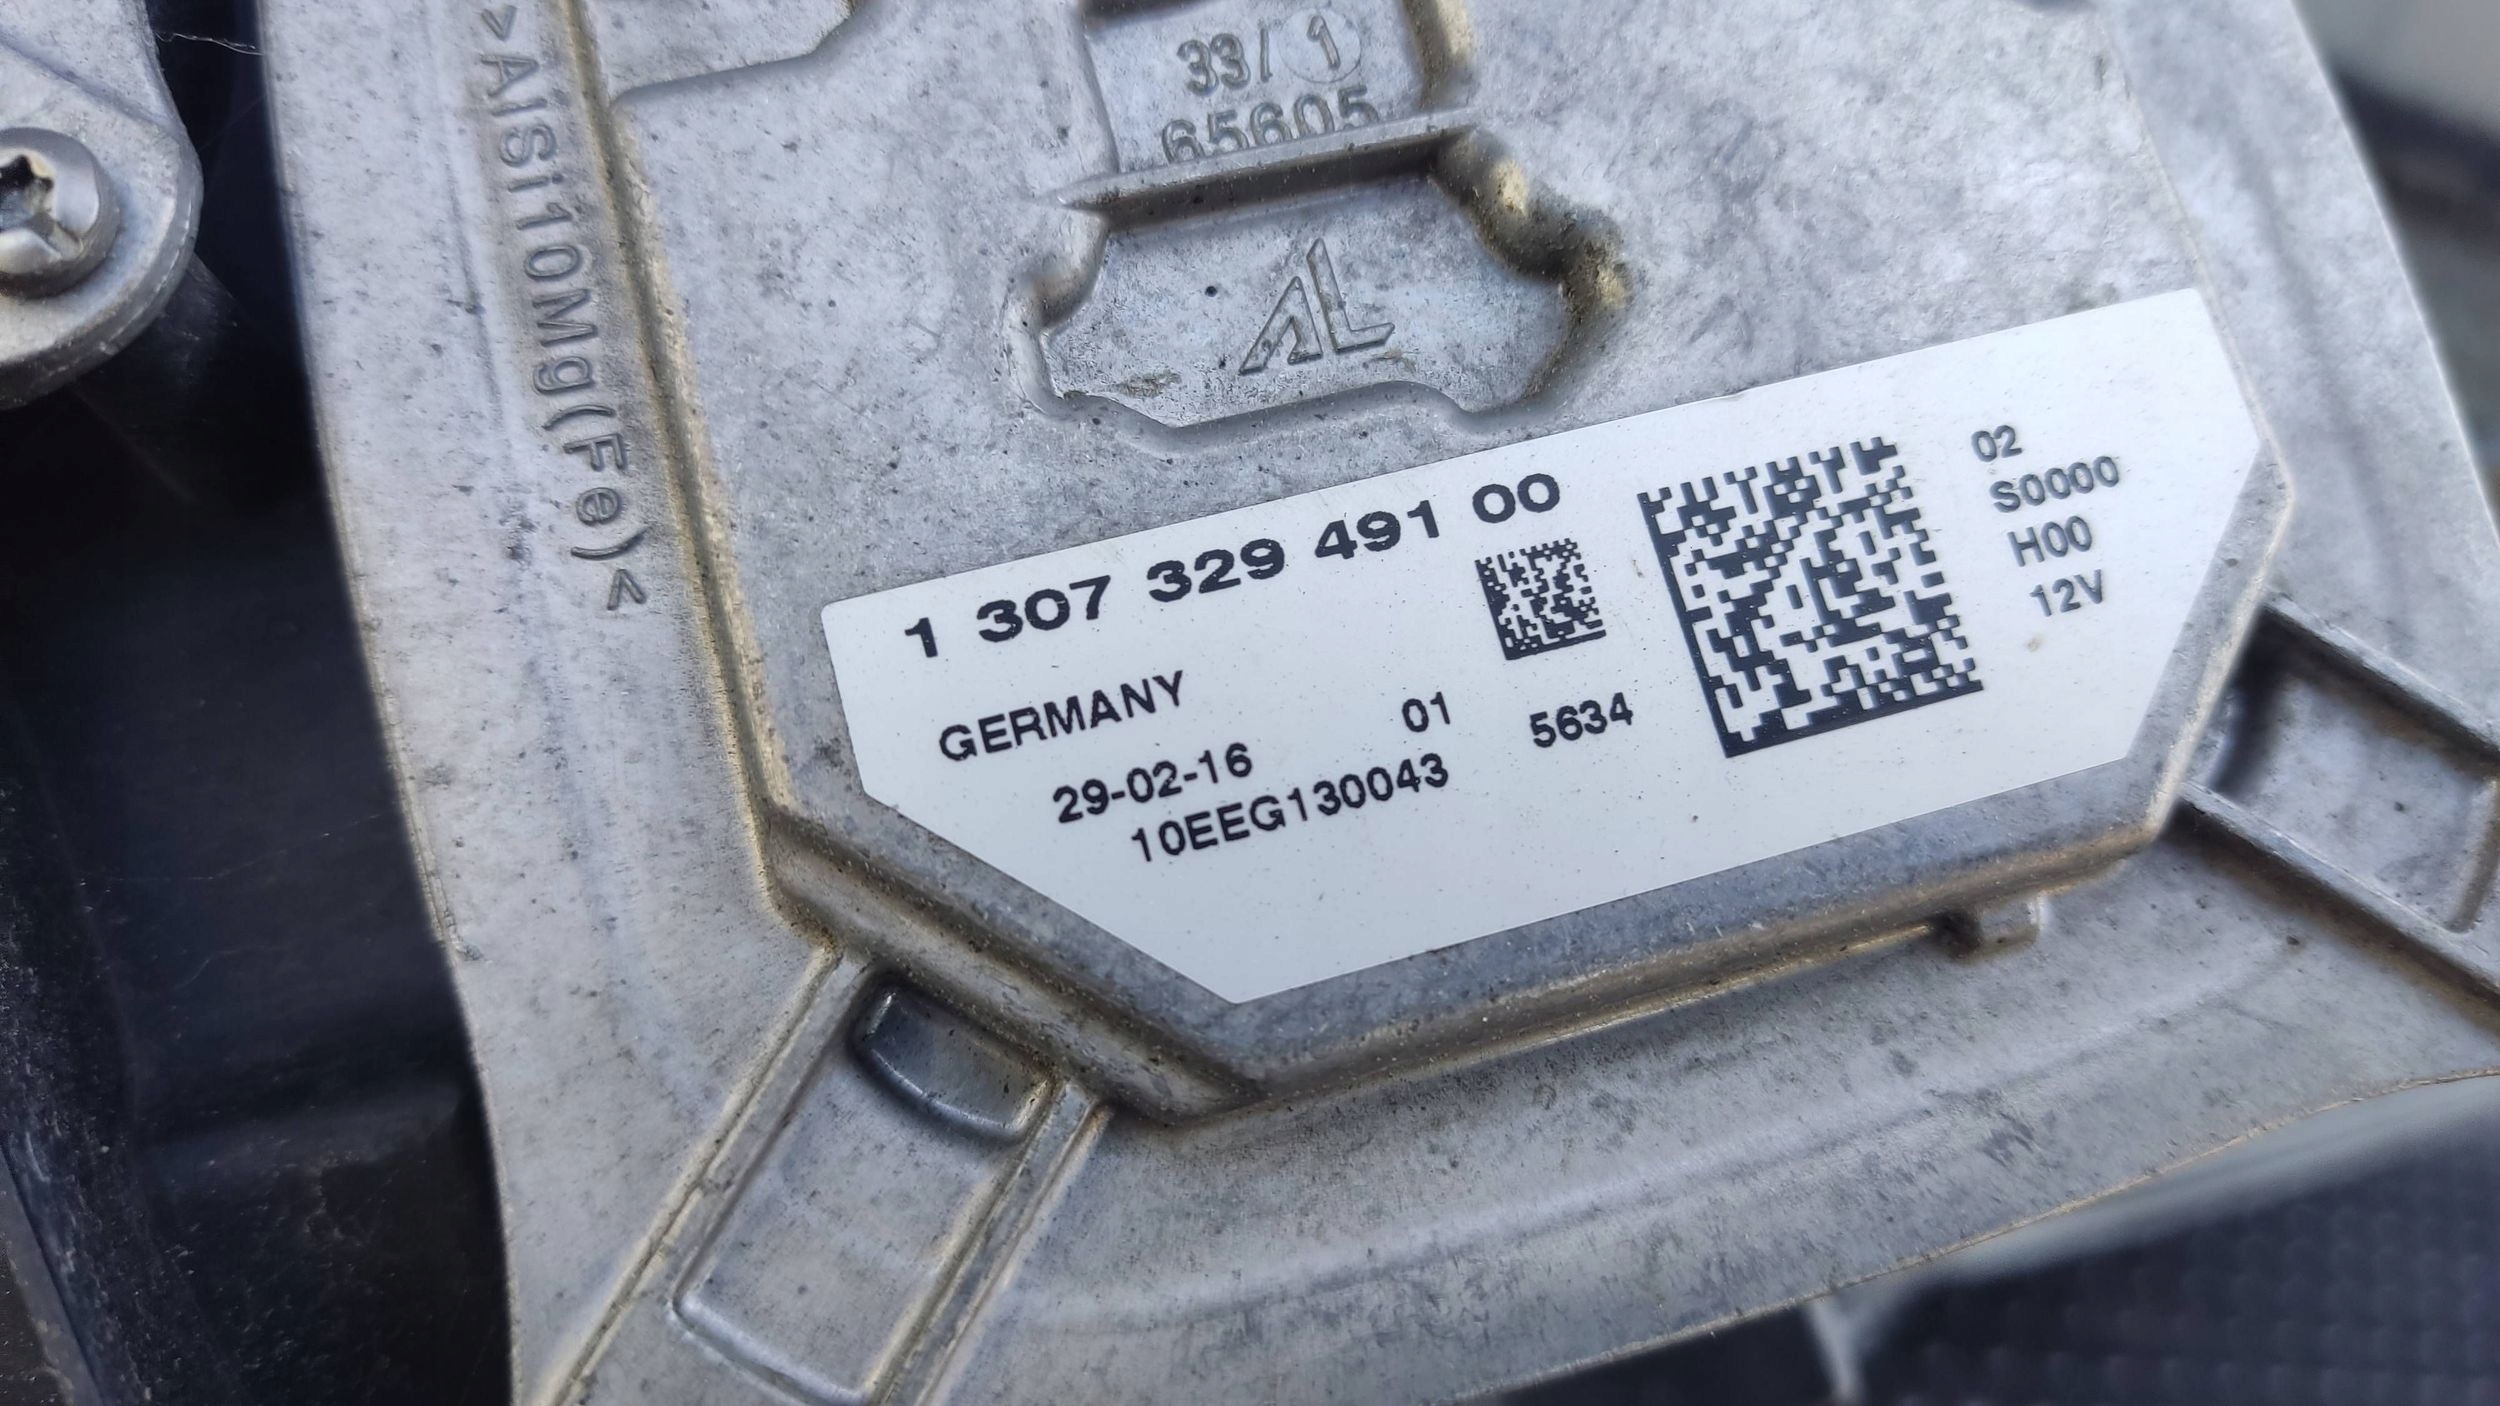 >AlSi10Mg(Fe)<
33/ 1
65605
AL
1 307 329 491 00
GERMANY
29-02-16 01 5634
10EEG130043
02
S0000
H00
12V